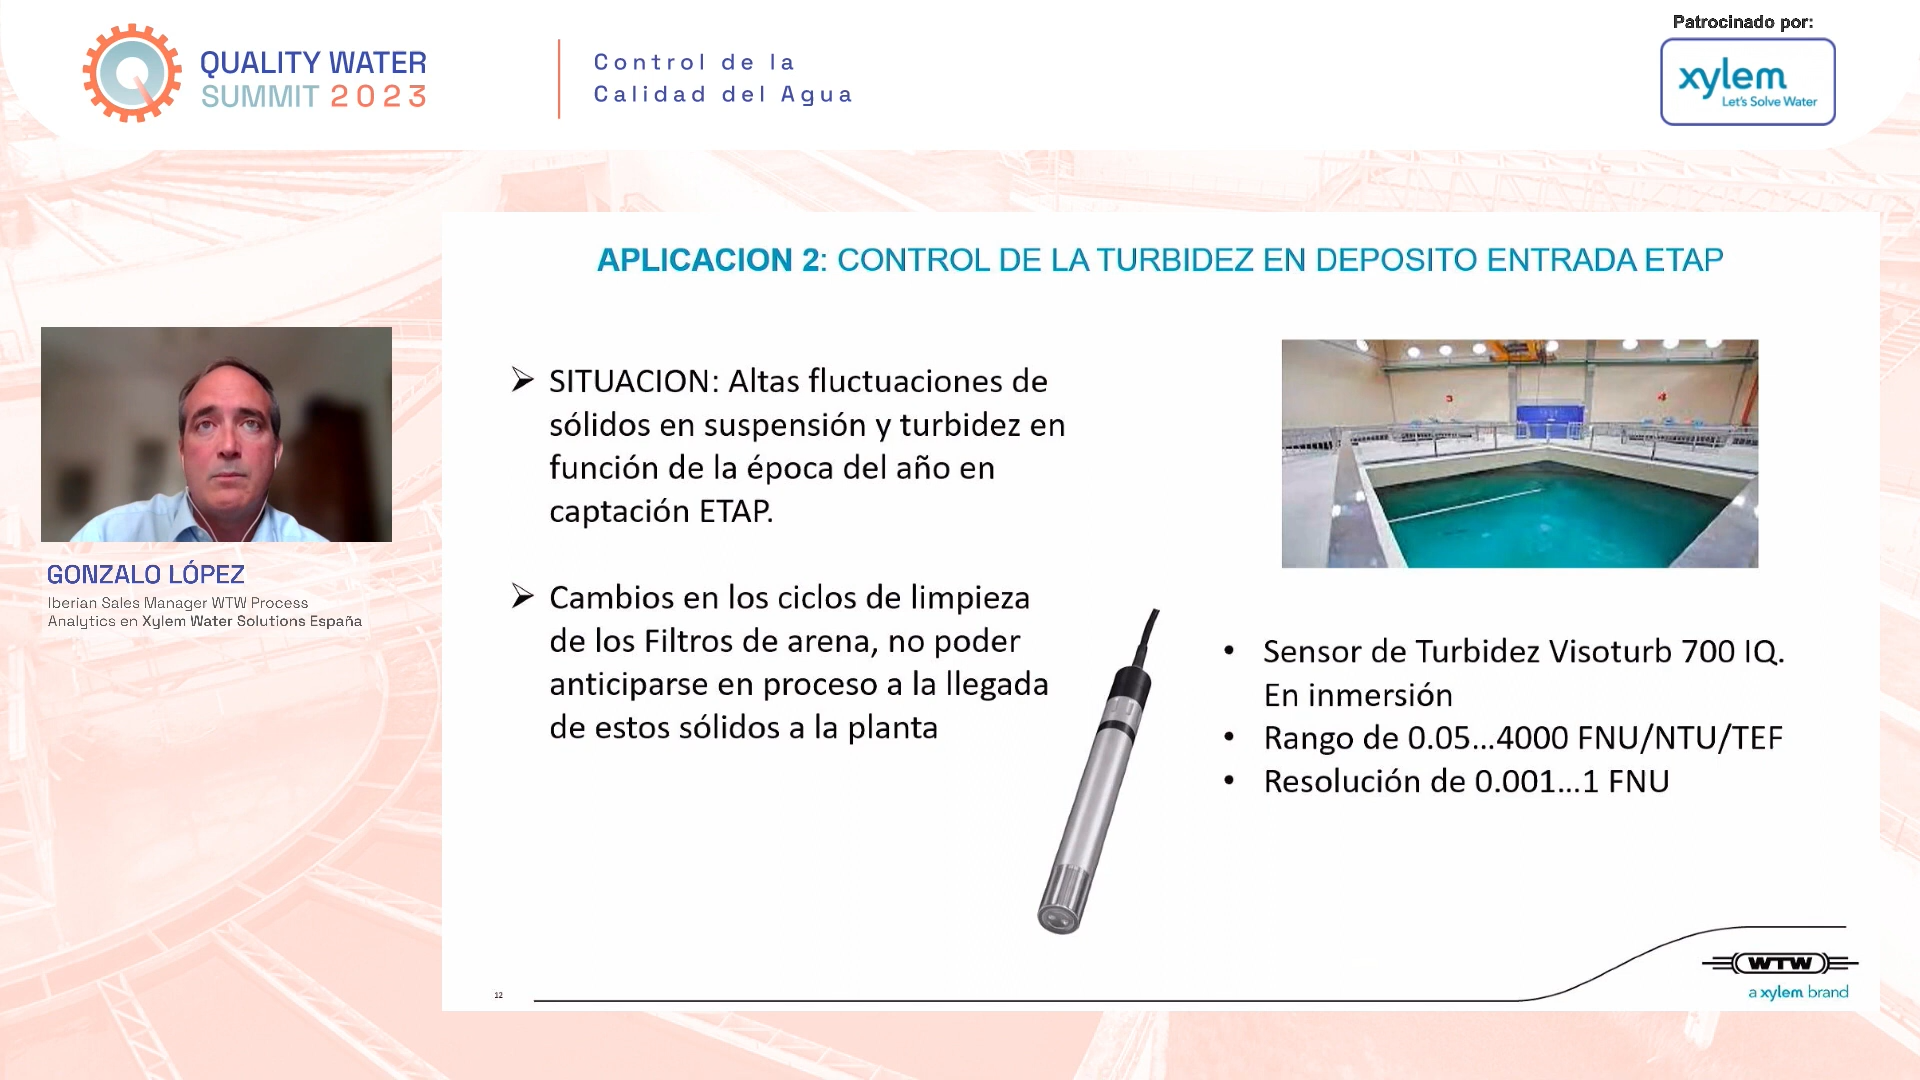 QUALITY WATER
SUMMIT 2023
Control de la
Calidad del Agua
Patrocinado por:
xylem
Let's Solve Water
APLICACION 2: CONTROL DE LA TURBIDEZ EN DEPOSITO ENTRADA ETAP
SITUACION: Altas fluctuaciones de
sólidos en suspensión y turbidez en
función de la época del año en
captación ETAP.
Cambios en los ciclos de limpieza
de los Filtros de arena, no poder
anticiparse en proceso a la llegada
de estos sólidos a la planta
3
4
• Sensor de Turbidez Visoturb 700 IQ.
En inmersión
• Rango de 0.05...4000 FNU/NTU/TEF
• Resolución de 0.001...1 FNU
GONZALO LÓPEZ
Iberian Sales Manager WTW Process
Analytics en Xylem Water Solutions España
12
WTW
a xylem brand